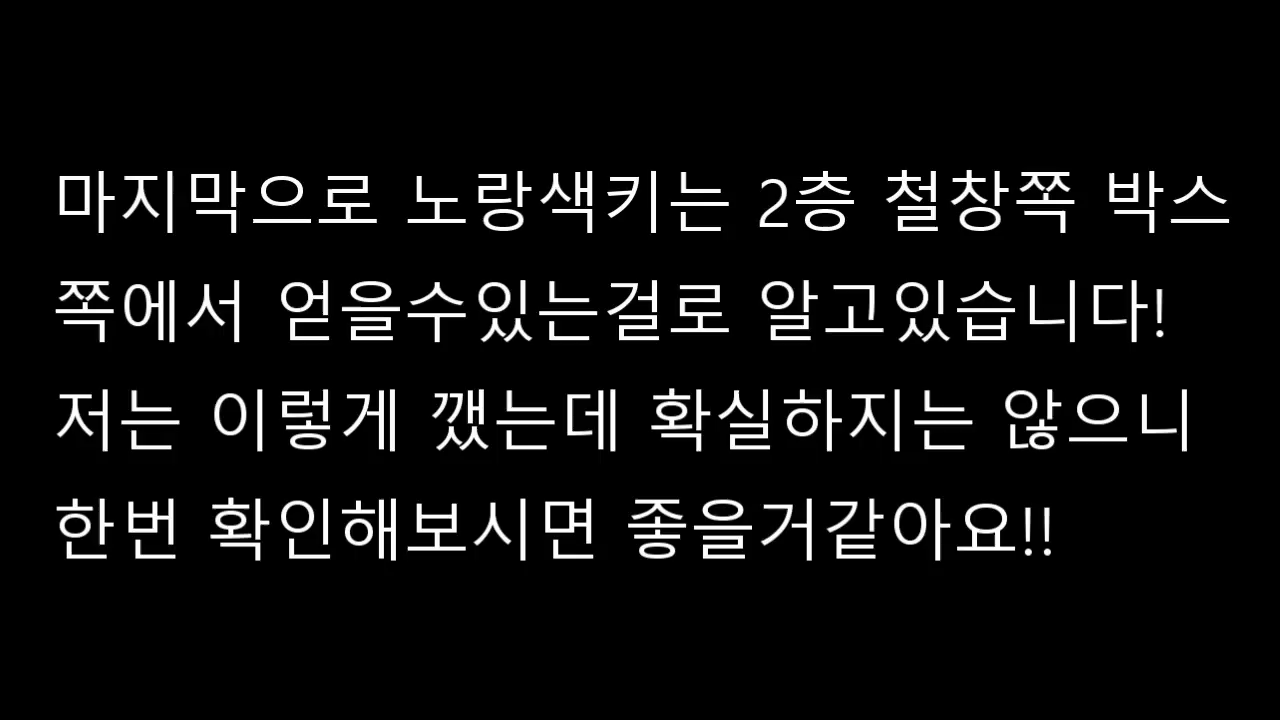 마지막으로 노랑색키는 2층 철창쪽 박스
쪽에서 얻을수있는걸로 알고있습니다!
저는 이렇게 깼는데 확실하지는 않으니
한번 확인해보시면 좋을거같아요!!